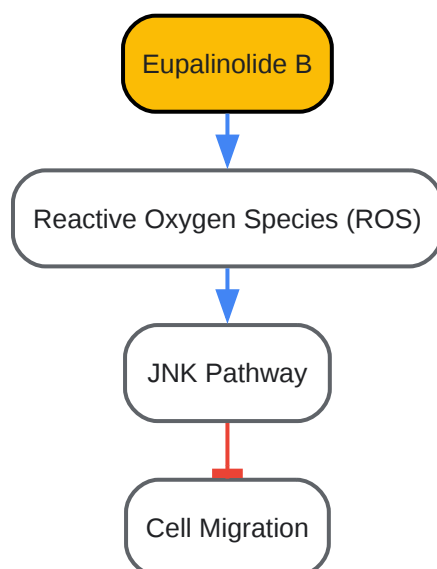 Eupalinolide B
Reactive Oxygen Species (ROS)
JNK Pathway
Cell Migration